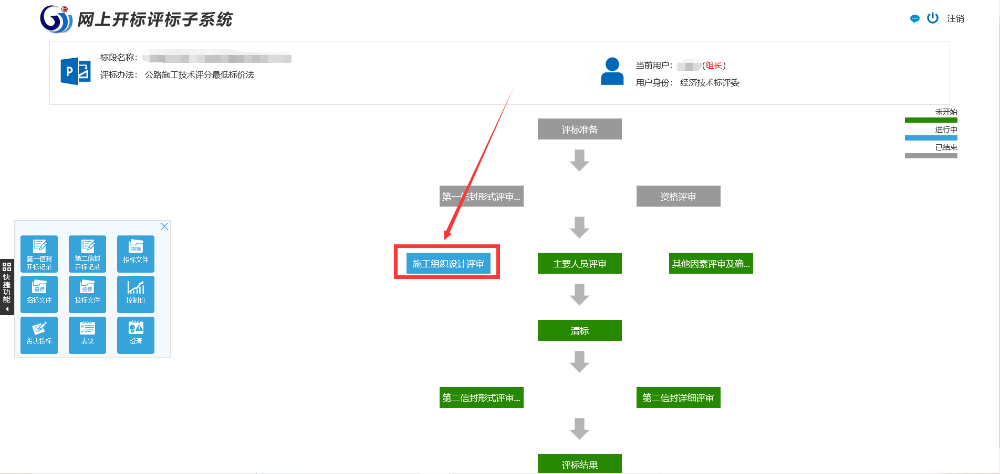 网上开标评标子系统
注销
标段名称：
评标办法： 公路施工技术评分最低标价法
当前用户： (组长)
用户身份： 经济技术标评委
未开始
进行中
已结束
评标准备
第一信封形式评审...
资格评审
施工组织设计评审
主要人员评审
其他因素评审及确...
清标
第二信封形式评审...
第二信封详细评审
评标结果
快捷功能
第一信封
开标记录
第二信封
开标记录
招标
招标文件
招标
招标文件
投标
投标文件
控制价
否决投标
表决
澄清